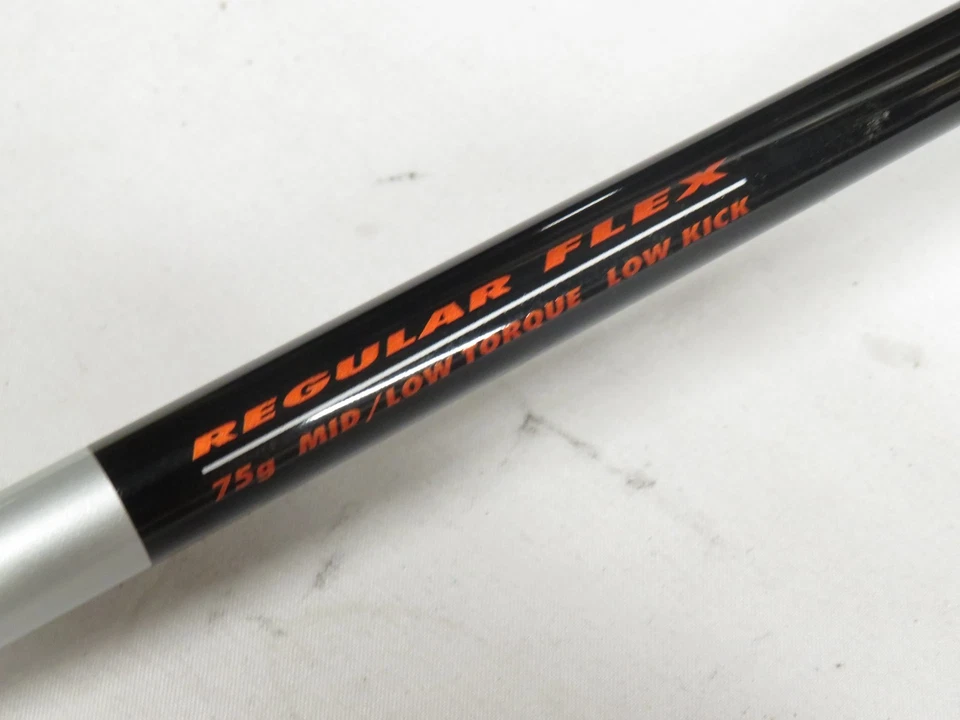 REGULAR FLEX
75g MID/LOW TORQUE LOW KICK